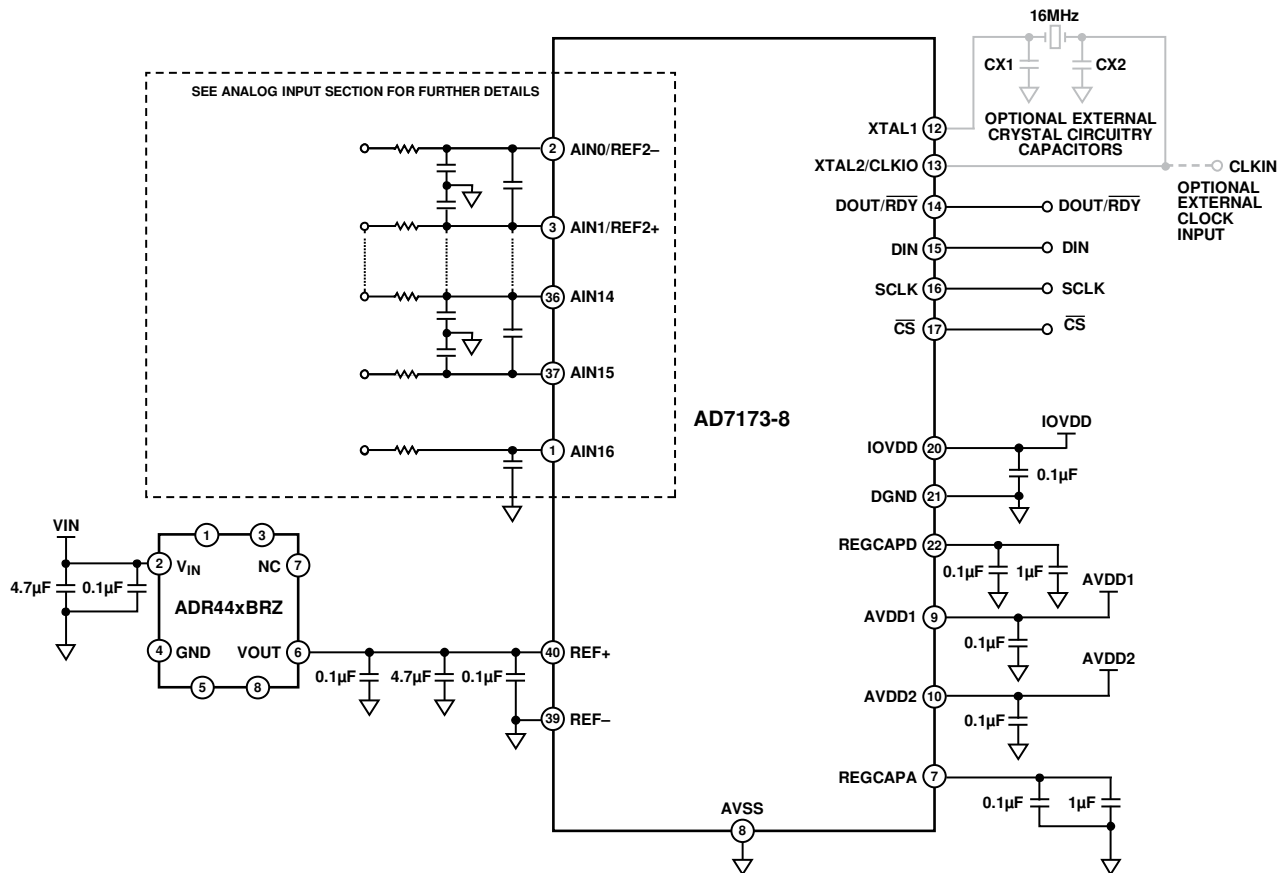 16MHz
CX1
CX2
OPTIONAL EXTERNAL
CRYSTAL CIRCUITRY
CAPACITORS
SEE ANALOG INPUT SECTION FOR FURTHER DETAILS
2 AIN0/REF2–
3 AIN1/REF2+
36 AIN14
37 AIN15
1 AIN16
AD7173-8
XTAL1 12
XTAL2/CLKIO 13
CLKIN
OPTIONAL
EXTERNAL
CLOCK
INPUT
DOUT/RDY 14 DOUT/RDY
DIN 15 DIN
SCLK 16 SCLK
CS 17 CS
IOVDD 20
IOVDD
0.1µF
DGND 21
REGCAPD 22
0.1µF
1µF
AVDD1
AVDD1 9
0.1µF
AVDD2
AVDD2 10
0.1µF
REGCAPA 7
0.1µF
1µF
VIN
4.7µF
0.1µF
1
3
2 VIN
NC 7
ADR44xBRZ
4 GND
VOUT 6
5
8
0.1µF
4.7µF
0.1µF
40 REF+
39 REF–
AVSS
8